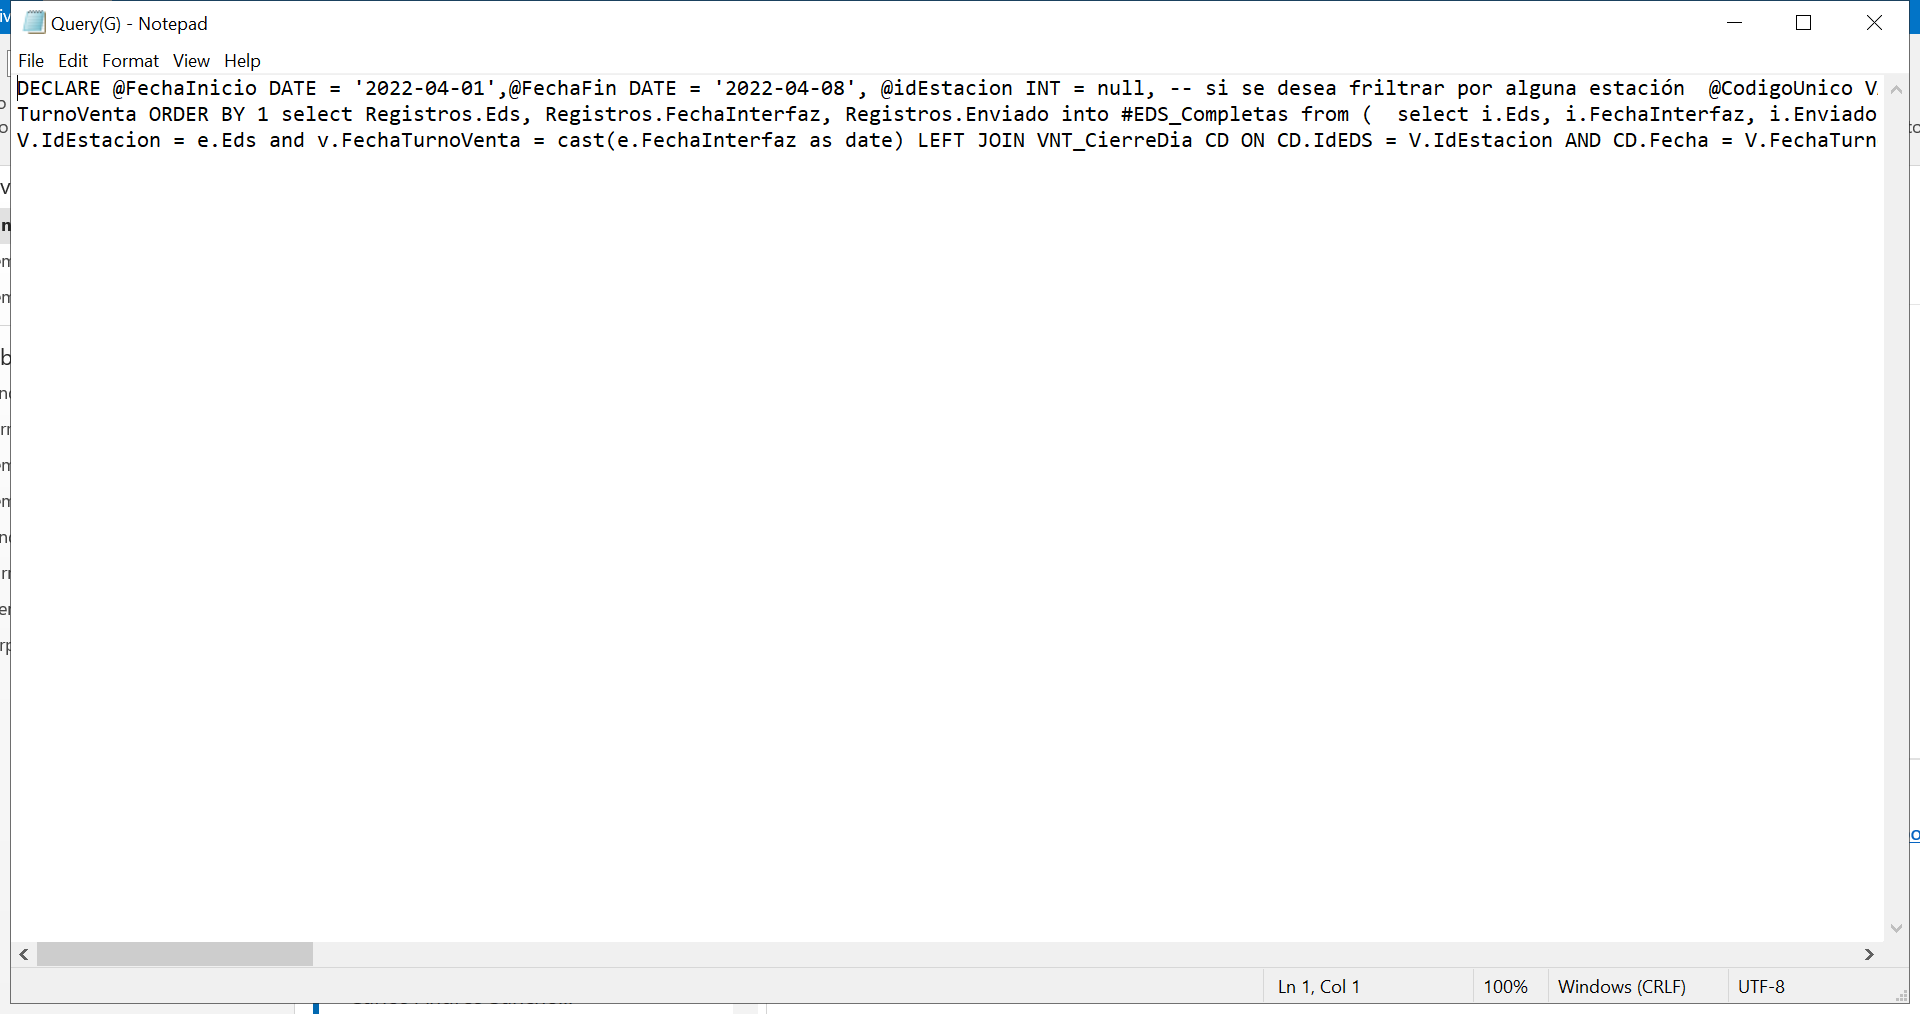 Query(G) - Notepad
File Edit Format View Help
DECLARE @FechaInicio DATE = '2022-04-01',@FechaFin DATE = '2022-04-08', @idEstacion INT = null, -- si se desea friltrar por alguna estación  @CodigoUnico V
TurnoVenta ORDER BY 1 select Registros.Eds, Registros.FechaInterfaz, Registros.Enviado into #EDS_Completas from (  select i.Eds, i.FechaInterfaz, i.Enviado
V.IdEstacion = e.Eds and v.FechaTurnoVenta = cast(e.FechaInterfaz as date) LEFT JOIN VNT_CierreDia CD ON CD.IdEDS = V.IdEstacion AND CD.Fecha = V.FechaTurn
Ln 1, Col 1 100% Windows (CRLF) UTF-8